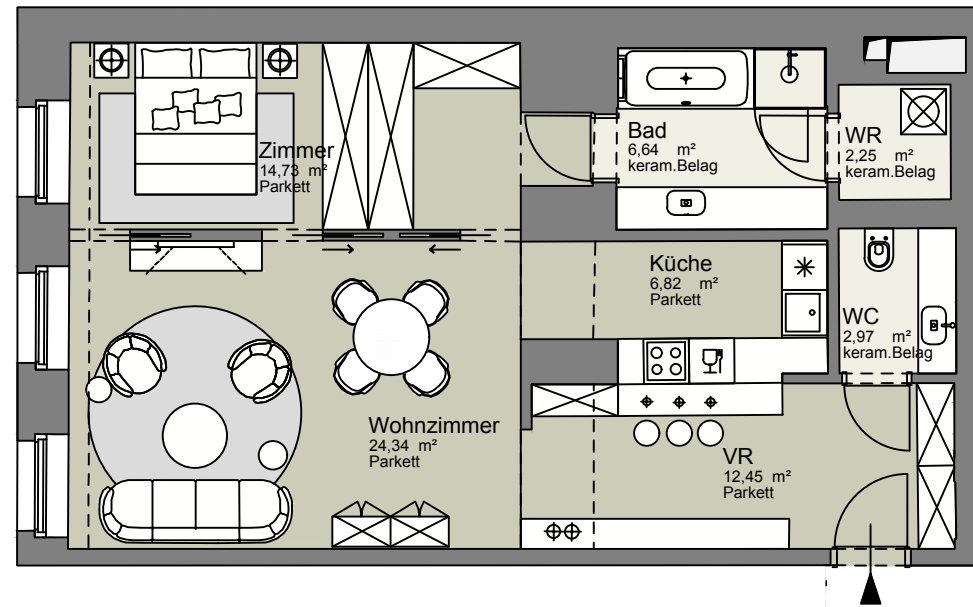 Zimmer
14,73 m²
Parkett
Bad
6,64 m²
keram.Belag
WR
2,25 m²
keram.Belag
Küche
6,82 m²
Parkett
WC
2,97 m²
keram.Belag
Wohnzimmer
24,34 m²
Parkett
VR
12,45 m²
Parkett